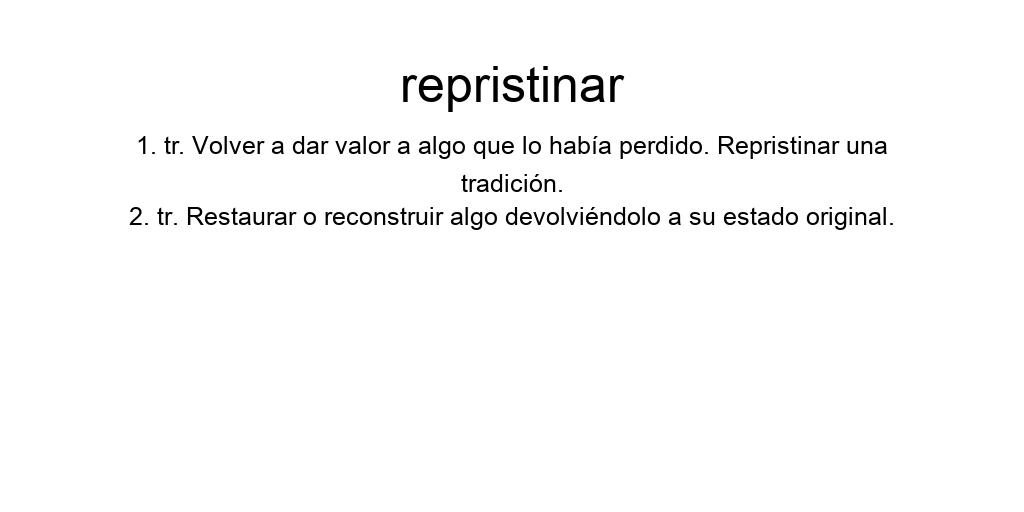 repristinar
1. tr. Volver a dar valor a algo que lo había perdido. Repristinar una
tradición.
2. tr. Restaurar o reconstruir algo devolviéndolo a su estado original.